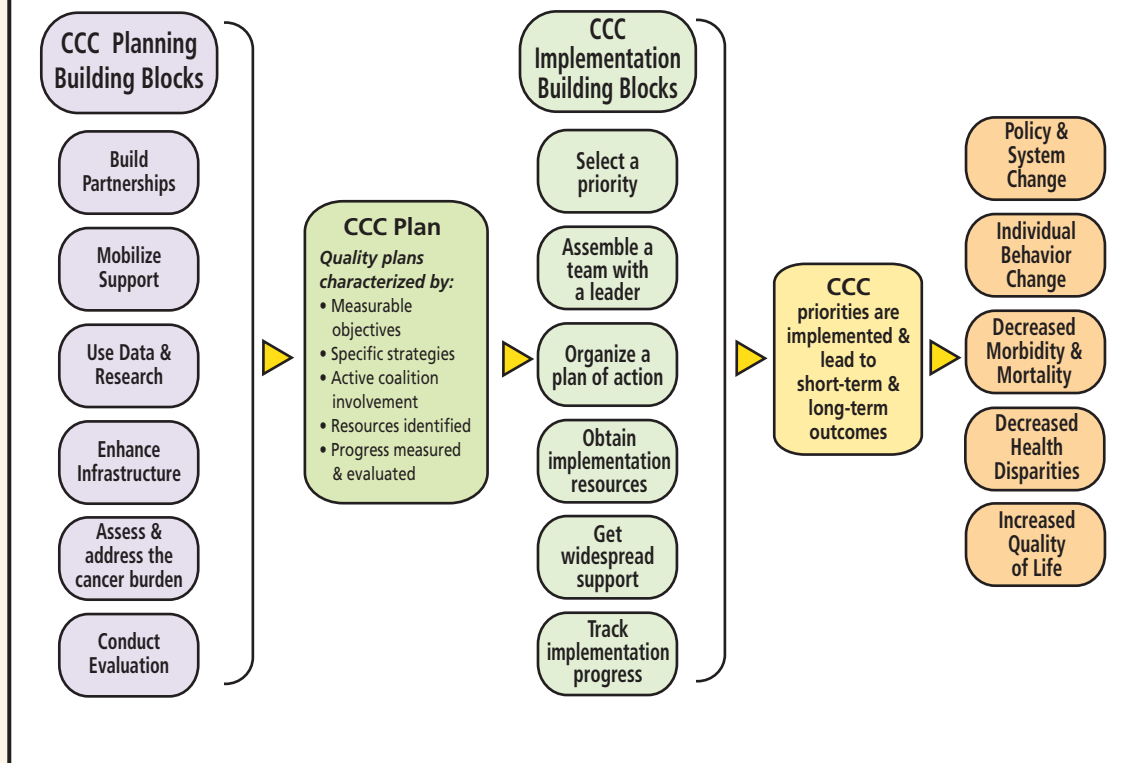 CCC Planning
Building Blocks
Build
Partnerships
Mobilize
Support
Use Data &
Research
Enhance
Infrastructure
Assess &
address the
cancer burden
Conduct
Evaluation
CCC Plan
Quality plans
characterized by:
• Measurable
objectives
• Specific strategies
• Active coalition
involvement
• Resources identified
• Progress measured
& evaluated
CCC
Implementation
Building Blocks
Select a
priority
Assemble a
team with
a leader
Organize a
plan of action
Obtain
implementation
resources
Get
widespread
support
Track
implementation
progress
CCC
priorities are
implemented &
lead to
short-term &
long-term
outcomes
Policy &
System
Change
Individual
Behavior
Change
Decreased
Morbidity &
Mortality
Decreased
Health
Disparities
Increased
Quality
of Life